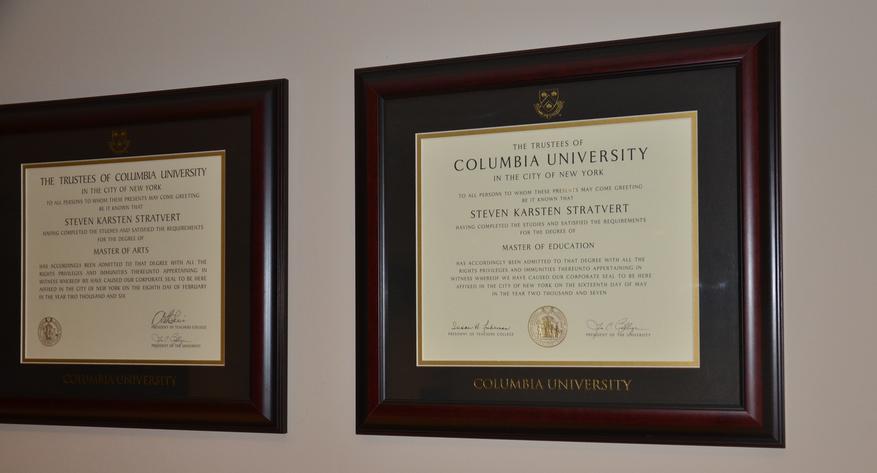 THE TRUSTEES OF COLUMBIA UNIVERSITY
IN THE CITY OF NEW YORK
TO ALL PERSONS TO WHOM THESE PRESENTS MAY COME GREETING
BE IT KNOWN THAT
STEVEN KARSTEN STRATVERT
HAVING COMPLETED THE STUDIES AND SATISFIED THE REQUIREMENTS
FOR THE DEGREE OF
MASTER OF ARTS
HAS ACCORDINGLY BEEN ADMITTED TO THAT DEGREE WITH ALL THE
RIGHTS PRIVILEGES AND IMMUNITIES THEREUNTO APPERTAINING IN
WITNESS WHEREOF WE HAVE CAUSED OUR CORPORATE SEAL TO BE HERE
AFFIXED IN THE CITY OF NEW YORK ON THE EIGHTH DAY OF FEBRUARY
IN THE YEAR TWO THOUSAND AND SIX
PRESIDENT OF TEACHERS COLLEGE
PRESIDENT OF THE UNIVERSITY
COLUMBIA UNIVERSITY
THE TRUSTEES OF
COLUMBIA UNIVERSITY
IN THE CITY OF NEW YORK
TO ALL PERSONS TO WHOM THESE PRESENTS MAY COME GREETING
BE IT KNOWN THAT
STEVEN KARSTEN STRATVERT
HAVING COMPLETED THE STUDIES AND SATISFIED THE REQUIREMENTS
FOR THE DEGREE OF
MASTER OF EDUCATION
HAS ACCORDINGLY BEEN ADMITTED TO THAT DEGREE WITH ALL THE
RIGHTS PRIVILEGES AND IMMUNITIES THEREUNTO APPERTAINING IN
WITNESS WHEREOF WE HAVE CAUSED OUR CORPORATE SEAL TO BE HERE
AFFIXED IN THE CITY OF NEW YORK ON THE SIXTEENTH DAY OF MAY
IN THE YEAR TWO THOUSAND AND SEVEN
Susan H. Fuhrman
PRESIDENT OF TEACHERS COLLEGE
PRESIDENT OF THE UNIVERSITY
COLUMBIA UNIVERSITY